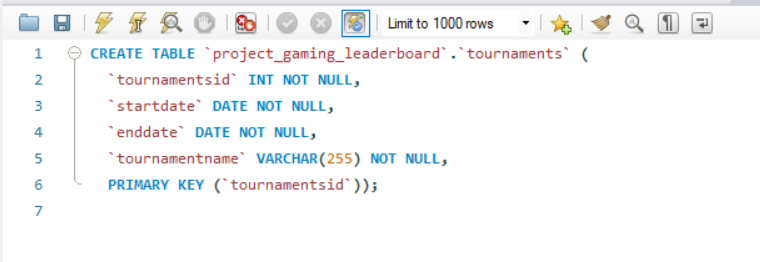 Limit to 1000 rows
1 CREATE TABLE `project_gaming_leaderboard`.`tournaments` (
2 `tournamentsid` INT NOT NULL,
3 `startdate` DATE NOT NULL,
4 `enddate` DATE NOT NULL,
5 `tournamentname` VARCHAR(255) NOT NULL,
6 PRIMARY KEY (`tournamentsid`));
7